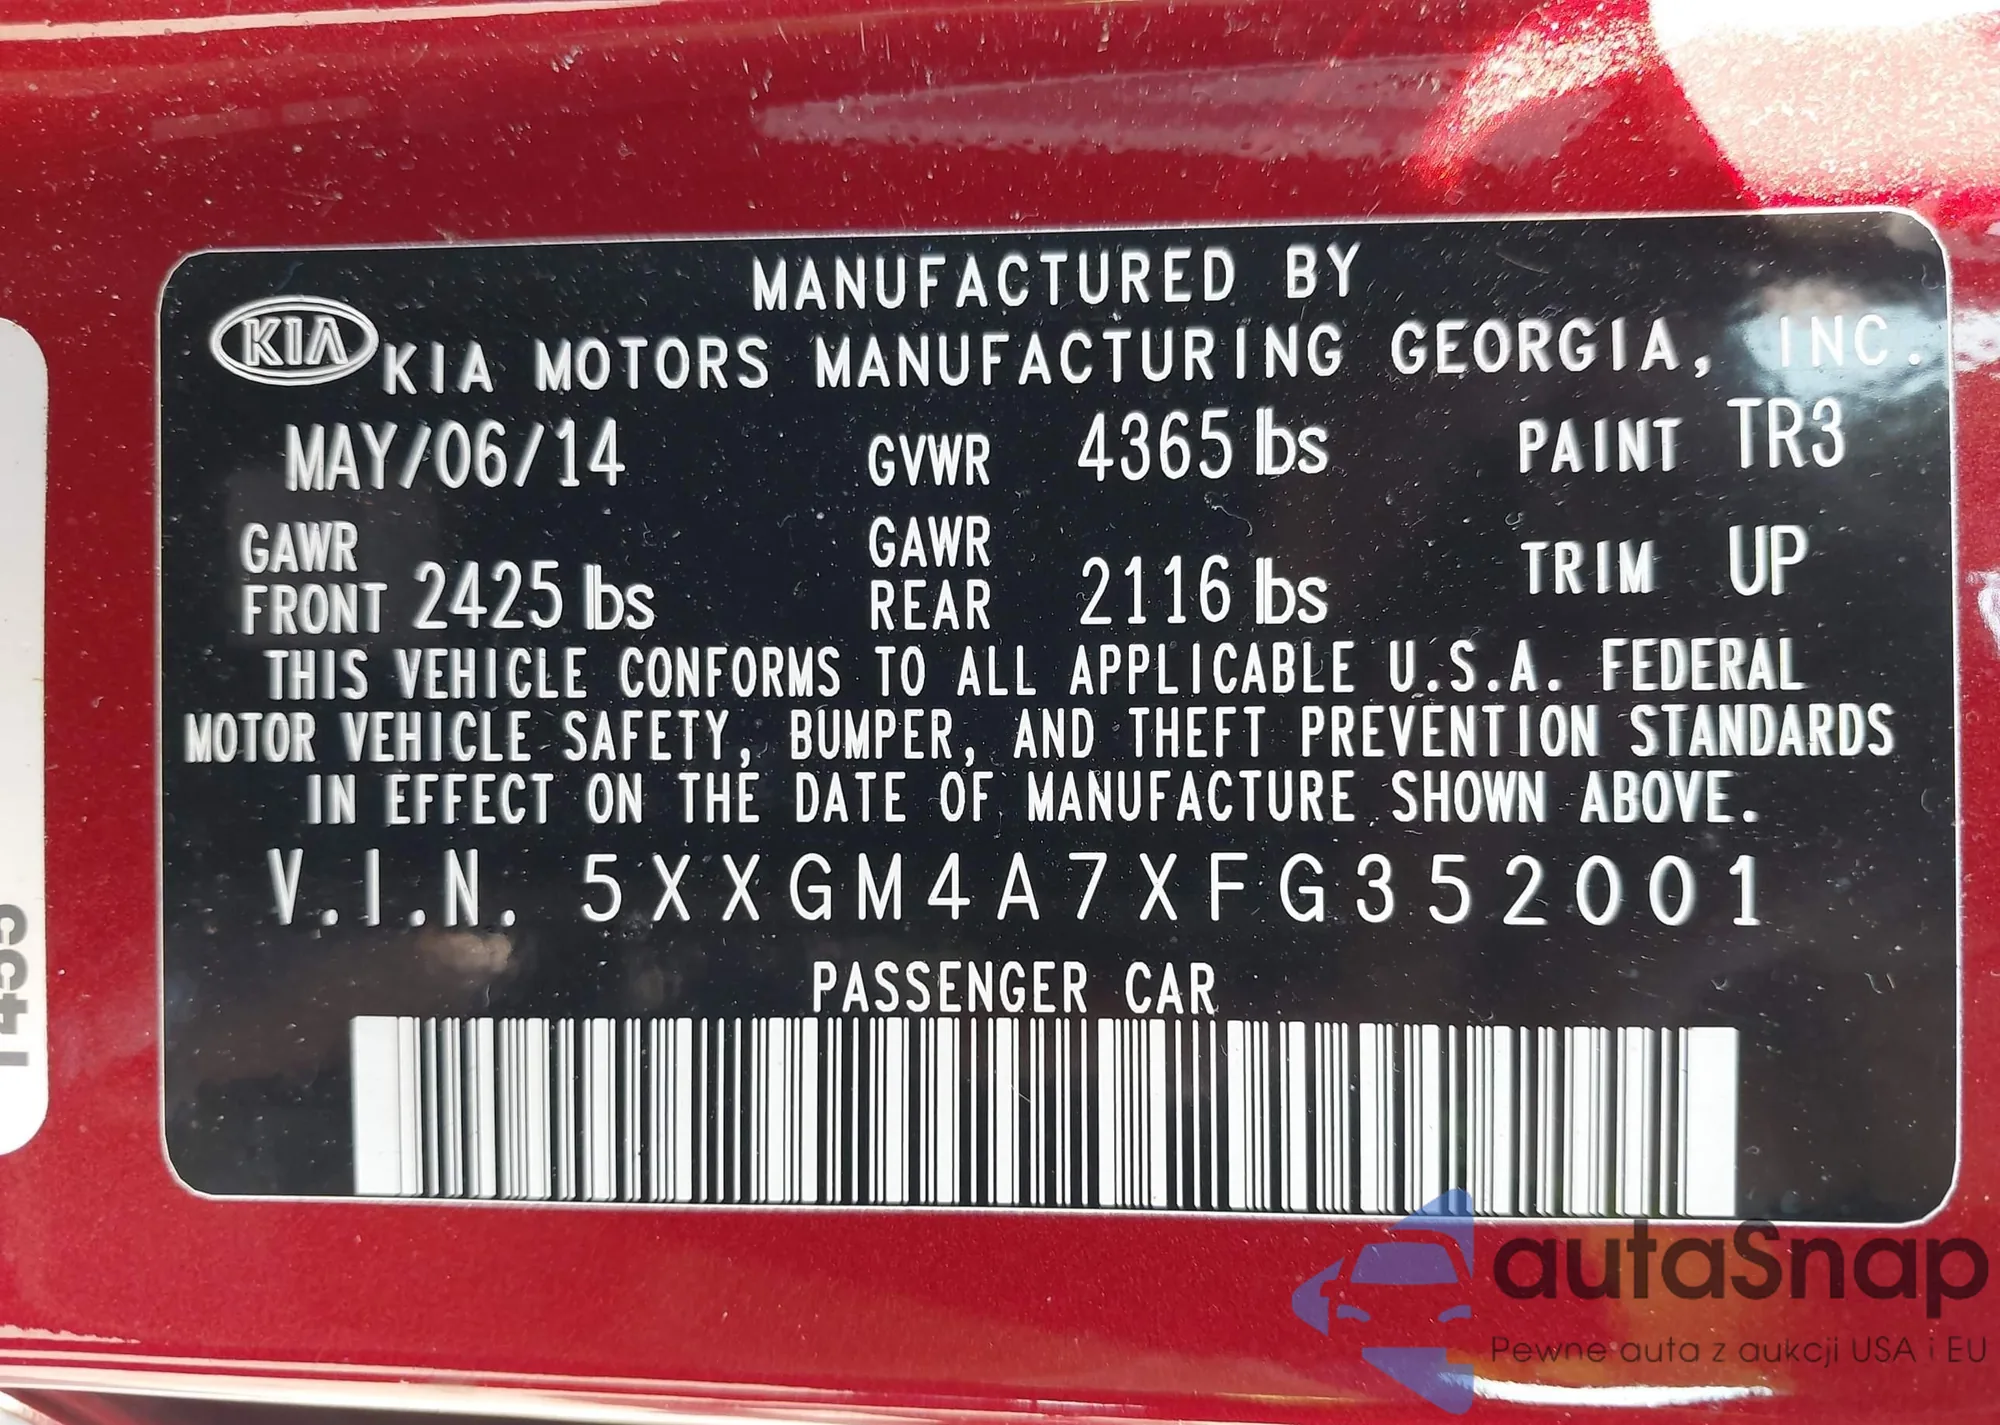 MANUFACTURED BY
KIA KIA MOTORS MANUFACTURING GEORGIA, INC.
MAY/06/14 GVWR 4365 lbs PAINT TR3
GAWR FRONT 2425 lbs GAWR REAR 2116 lbs TRIM UP
THIS VEHICLE CONFORMS TO ALL APPLICABLE U.S.A. FEDERAL
MOTOR VEHICLE SAFETY, BUMPER, AND THEFT PREVENTION STANDARDS
IN EFFECT ON THE DATE OF MANUFACTURE SHOWN ABOVE.
V.I.N. 5XXGM4A7XFG352001
PASSENGER CAR
autaSnap
Pewne auta z aukcji USA i EU